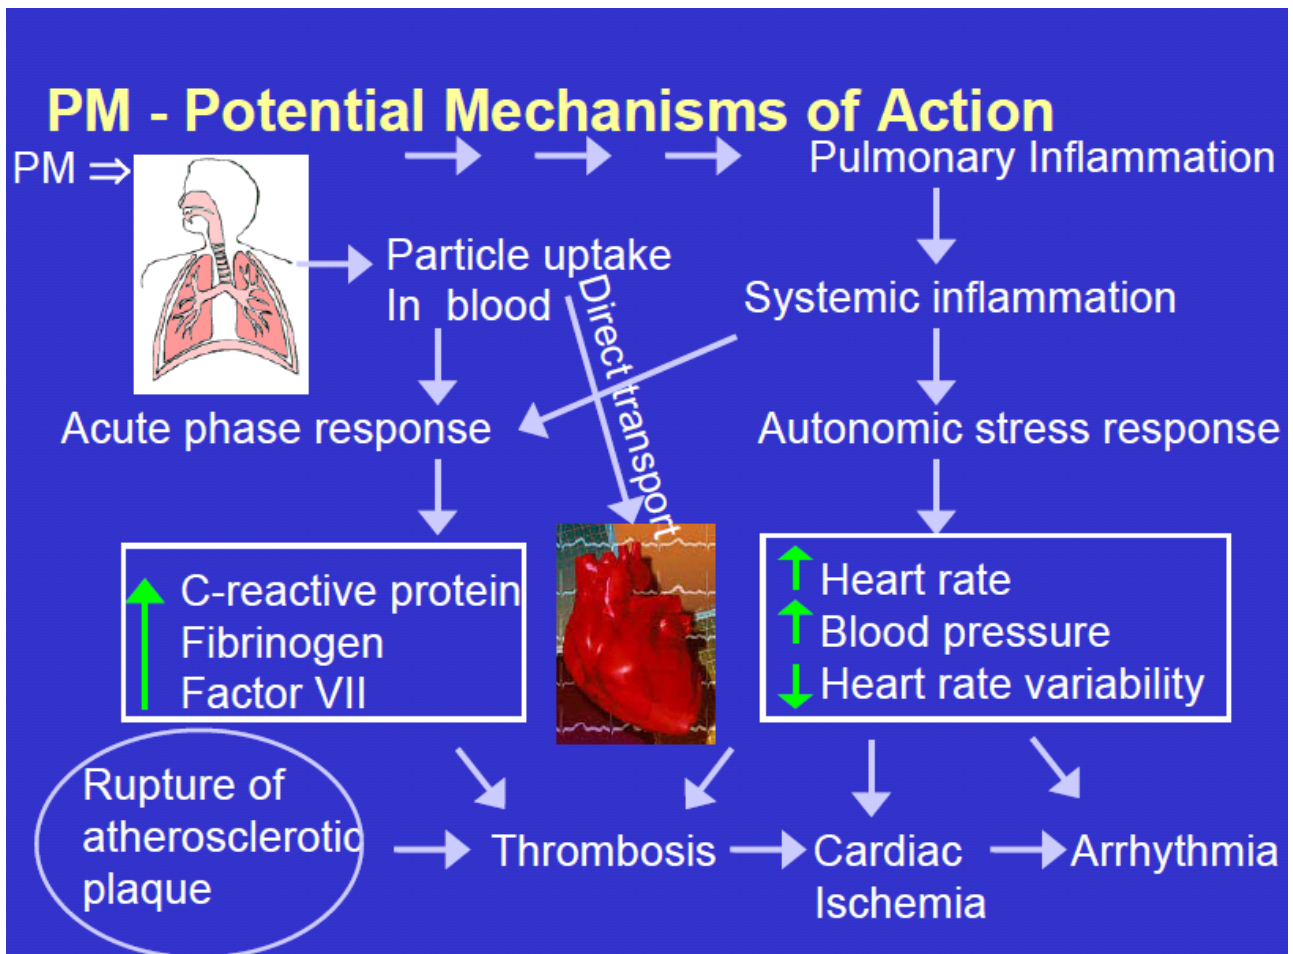 PM - Potential Mechanisms of Action
PM ⇒
Pulmonary Inflammation
Particle uptake
In blood
Direct transport
Systemic inflammation
Acute phase response
Autonomic stress response
C-reactive protein
Fibrinogen
Factor VII
Heart rate
Blood pressure
Heart rate variability
Rupture of
atherosclerotic
plaque
Thrombosis
Cardiac
Ischemia
Arrhythmia